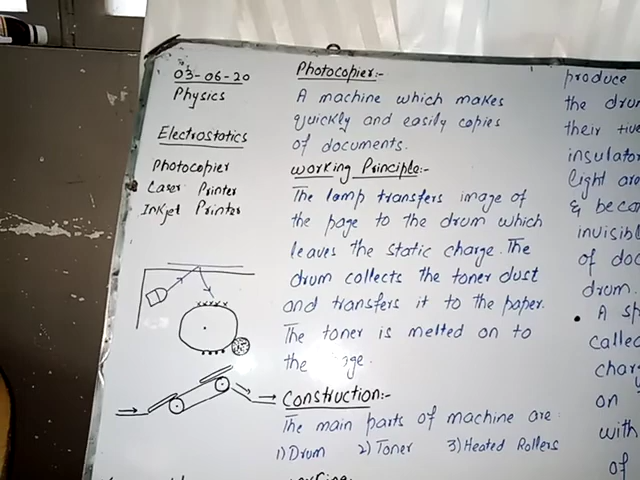 03-06-20
Physics
Electrostatics
Photocopier
Laser Printer
InKjet Printer
Photocopier:-
A machine which makes
quickly and easily copies
of documents.
Working Principle:-
The lamp transfers image of
the page to the drum which
leaves the static charge. The
drum collects the toner dust
and transfers it to the paper.
The toner is melted on to
the
Construction:-
The main parts of machine are:
1) Drum 2) Toner 3) Heated Rollers
produce
the drum
their +ive
insulator
light
& beca
invisible
of doc
drum.
• A sp
called
char
on
with
of